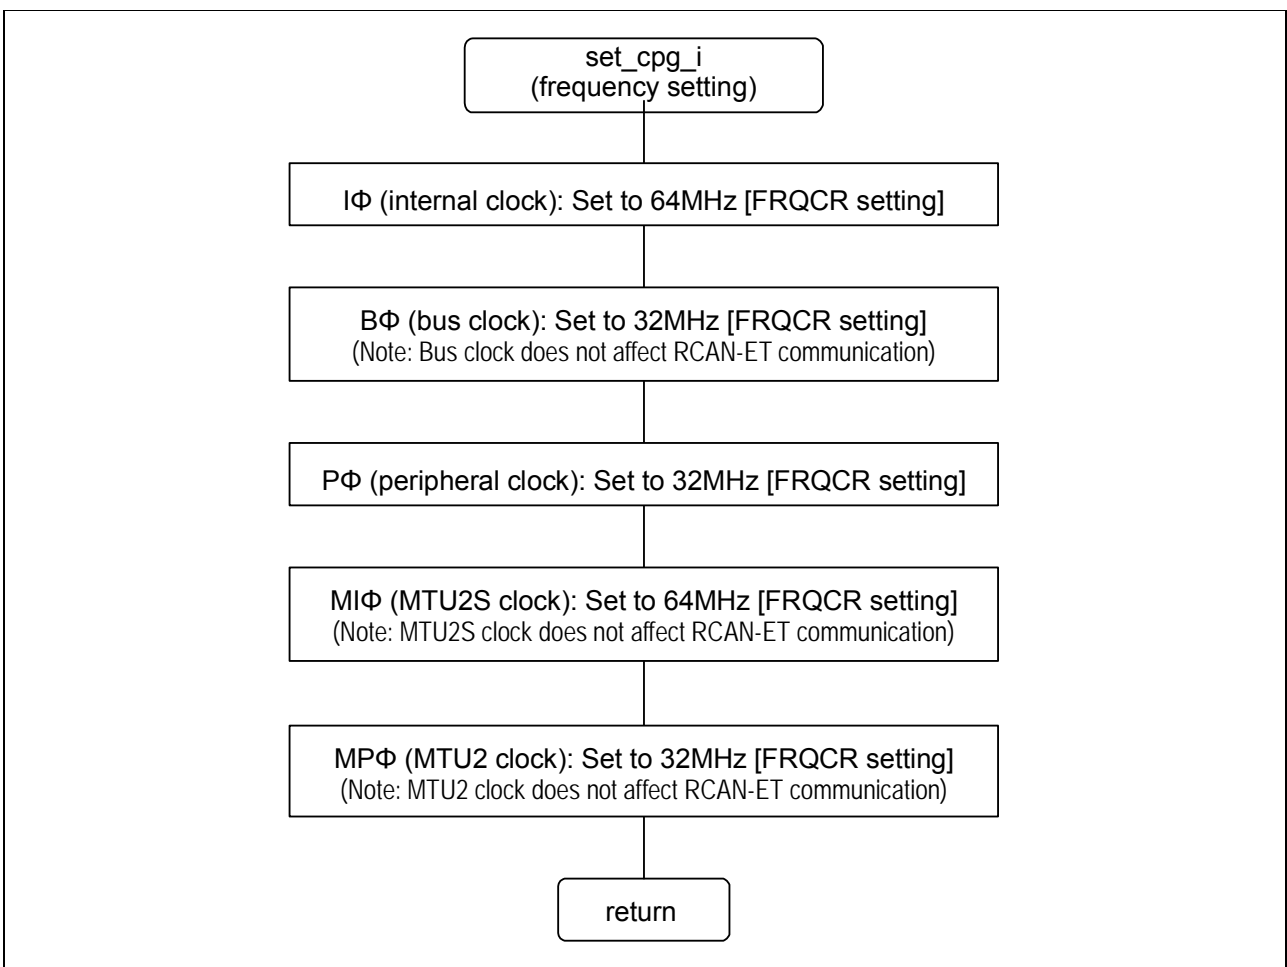 set_cpg_i
(frequency setting)
IΦ (internal clock): Set to 64MHz [FRQCR setting]
BΦ (bus clock): Set to 32MHz [FRQCR setting]
(Note: Bus clock does not affect RCAN-ET communication)
PΦ (peripheral clock): Set to 32MHz [FRQCR setting]
MIΦ (MTU2S clock): Set to 64MHz [FRQCR setting]
(Note: MTU2S clock does not affect RCAN-ET communication)
MPΦ (MTU2 clock): Set to 32MHz [FRQCR setting]
(Note: MTU2 clock does not affect RCAN-ET communication)
return